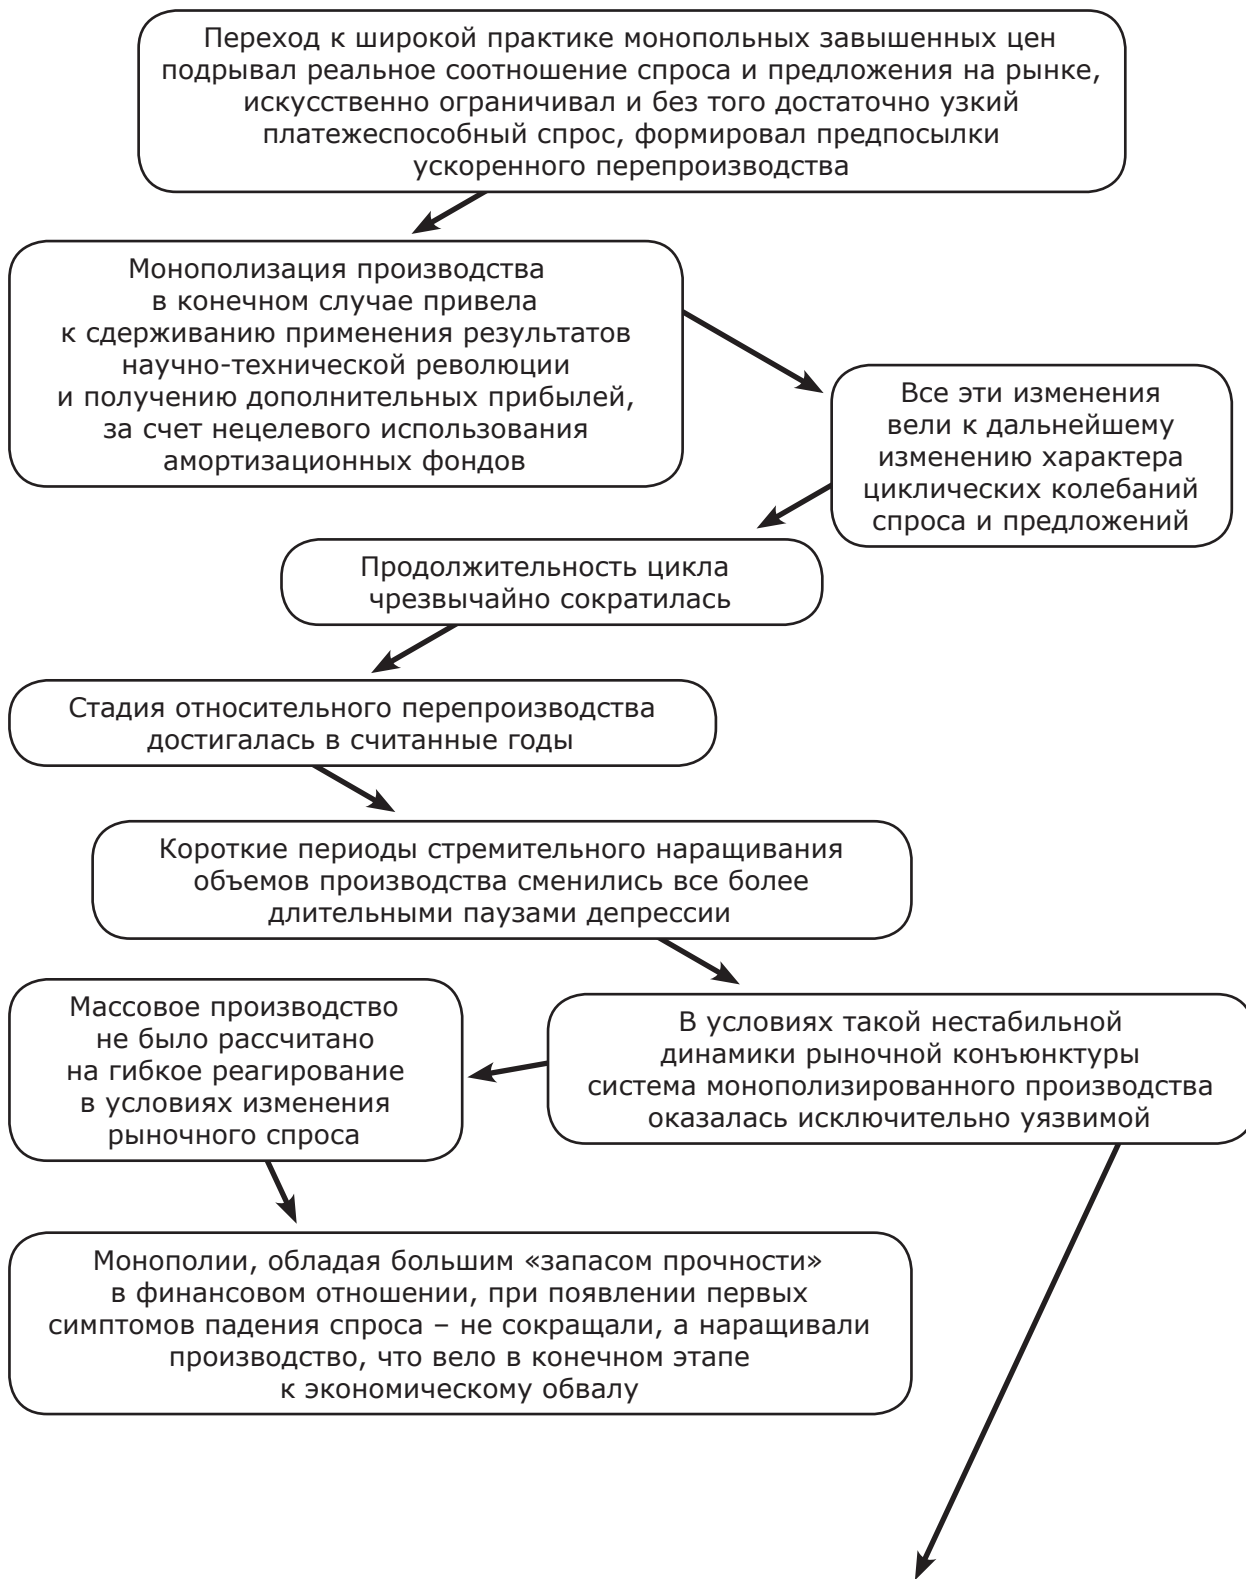 Переход к широкой практике монопольных завышенных цен
подрывал реальное соотношение спроса и предложения на рынке,
искусственно ограничивал и без того достаточно узкий
платежеспособный спрос, формировал предпосылки
ускоренного перепроизводства
Монополизация производства
в конечном случае привела
к сдерживанию применения результатов
научно-технической революции
и получению дополнительных прибылей,
за счет нецелевого использования
амортизационных фондов
Все эти изменения
вели к дальнейшему
изменению характера
циклических колебаний
спроса и предложений
Продолжительность цикла
чрезвычайно сократилась
Стадия относительного перепроизводства
достигалась в считанные годы
Короткие периоды стремительного наращивания
объемов производства сменились все более
длительными паузами депрессии
В условиях такой нестабильной
динамики рыночной конъюнктуры
система монополизированного производства
оказалась исключительно уязвимой
Массовое производство
не было рассчитано
на гибкое реагирование
в условиях изменения
рыночного спроса
Монополии, обладая большим «запасом прочности»
в финансовом отношении, при появлении первых
симптомов падения спроса – не сокращали, а наращивали
производство, что вело в конечном этапе
к экономическому обвалу